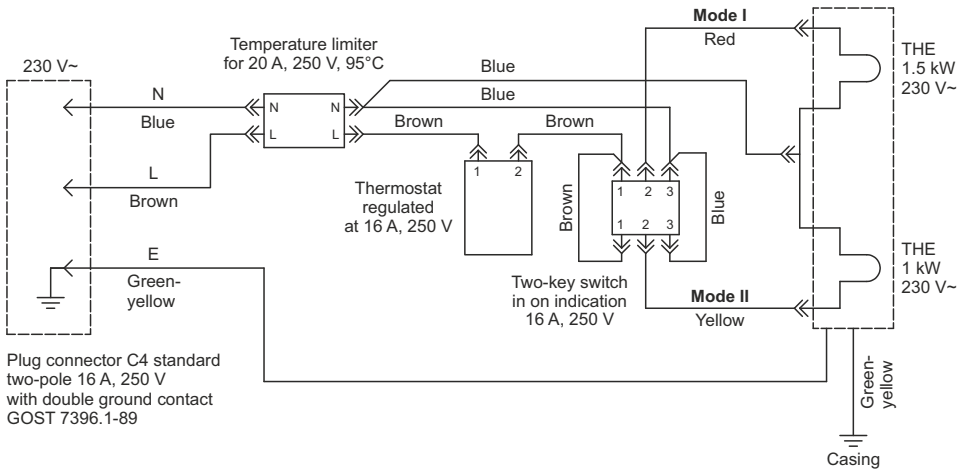 230 V~
N
Blue
L
Brown
E
Green-
yellow
Plug connector C4 standard
two-pole 16 A, 250 V
with double ground contact
GOST 7396.1-89
Temperature limiter
for 20 A, 250 V, 95°C
N
N
L
L
Blue
Blue
Brown
Brown
1
2
Thermostat
regulated
at 16 A, 250 V
Mode I
Red
Brown
1
2
3
1
2
3
Blue
Two-key switch
in on indication
16 A, 250 V
Mode II
Yellow
THE
1.5 kW
230 V~
THE
1 kW
230 V~
Green-
yellow
Casing